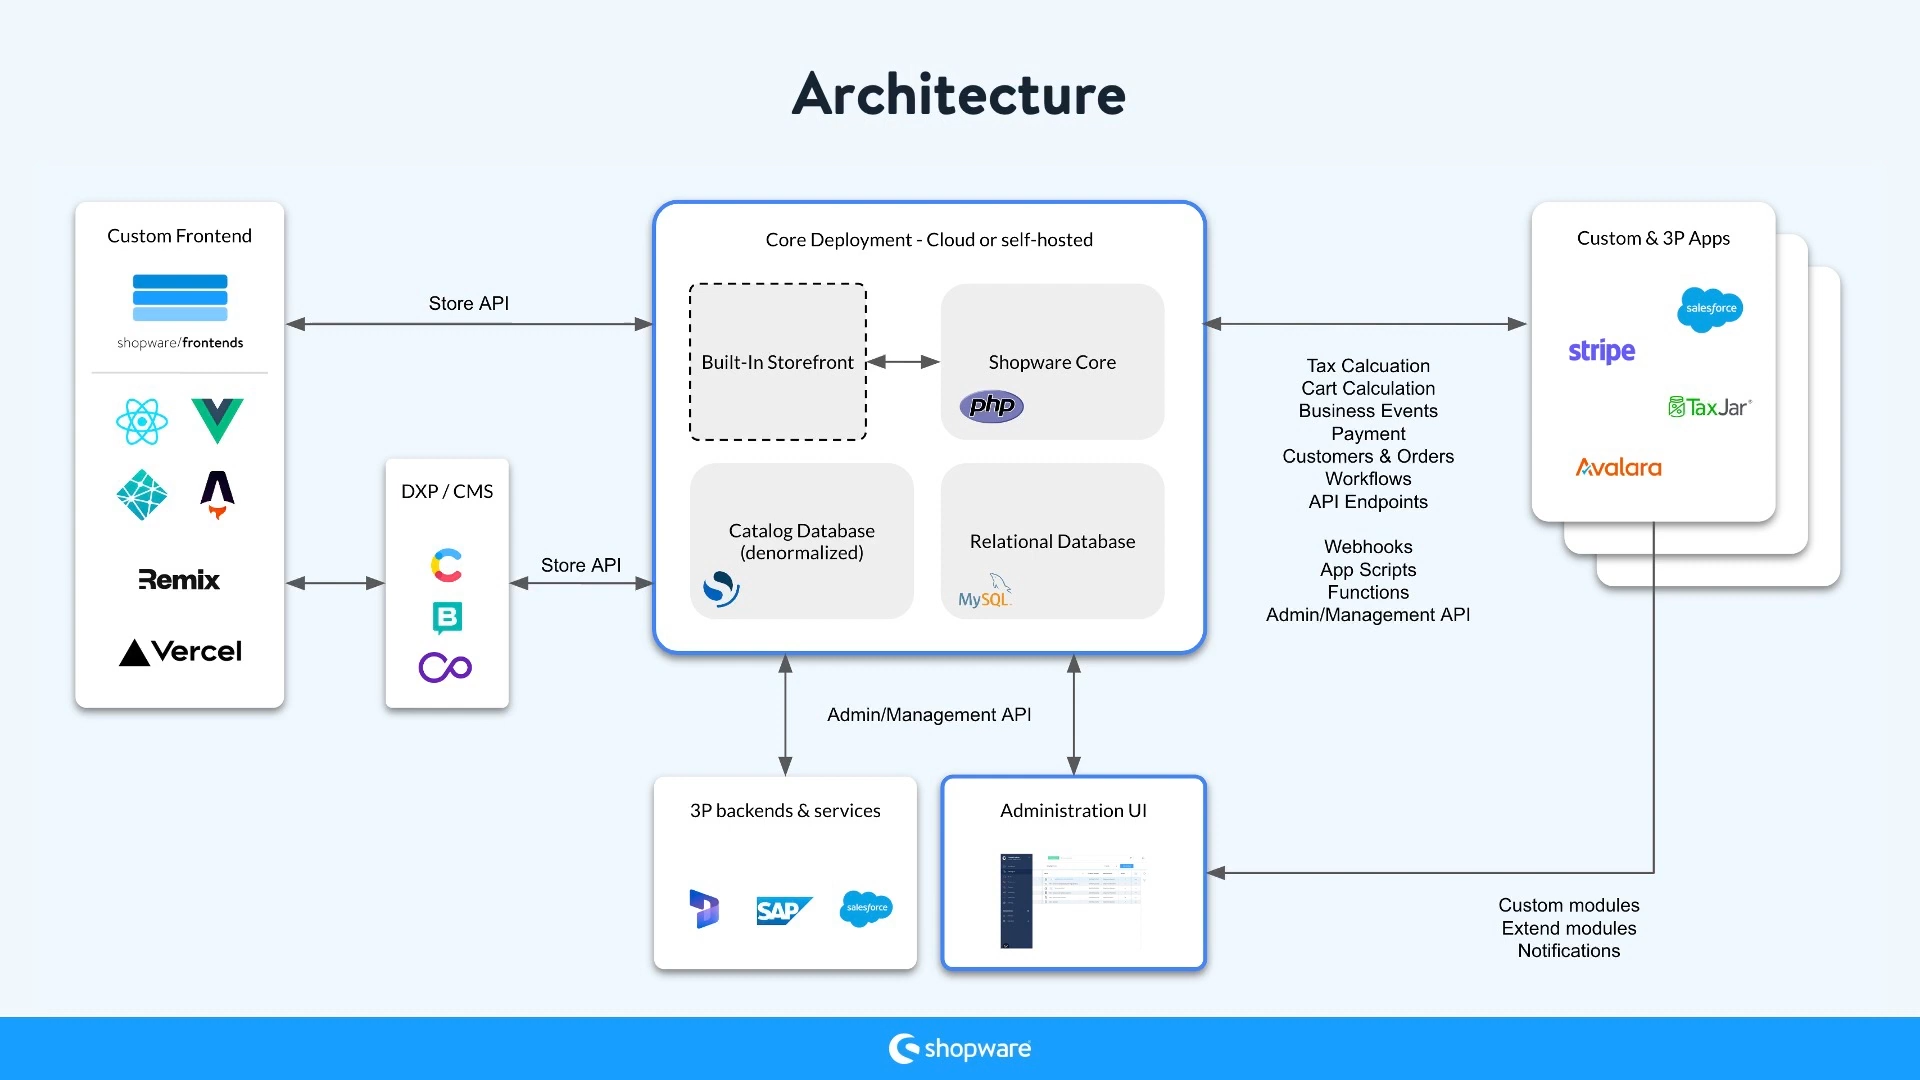 Architecture
Custom Frontend
shopware/frontends
Remix
Vercel
Store API
DXP / CMS
B
Store API
Core Deployment - Cloud or self-hosted
Built-In Storefront
Shopware Core
php
Catalog Database
(denormalized)
Relational Database
MySQL
Tax Calcuation
Cart Calculation
Business Events
Payment
Customers & Orders
Workflows
API Endpoints
Webhooks
App Scripts
Functions
Admin/Management API
Custom & 3P Apps
salesforce
stripe
TaxJar
Avalara
Admin/Management API
3P backends & services
SAP
salesforce
Administration UI
Custom modules
Extend modules
Notifications
shopware